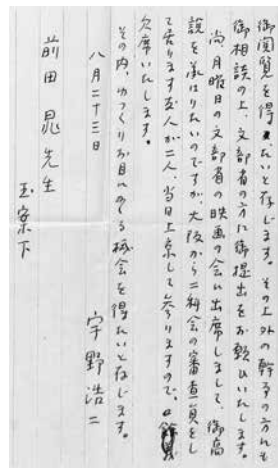 御閲覧を得たいと存じます。その上外の幹事の方にも
御相談の上、文部省の方に御提出をお願ひいたします。
尚月曜日の文部省の映画の会に出席しまして、御高
説を承はりたいのですが、大阪から二科会の審査員をし
て居ります友人が二人、当日上京して参りますので、
欠席いたします。
その内、ゆつくりお目にかゝる機会を得たいと存じます。
八月二十三日
宇野浩二
前田晁先生
玉案下